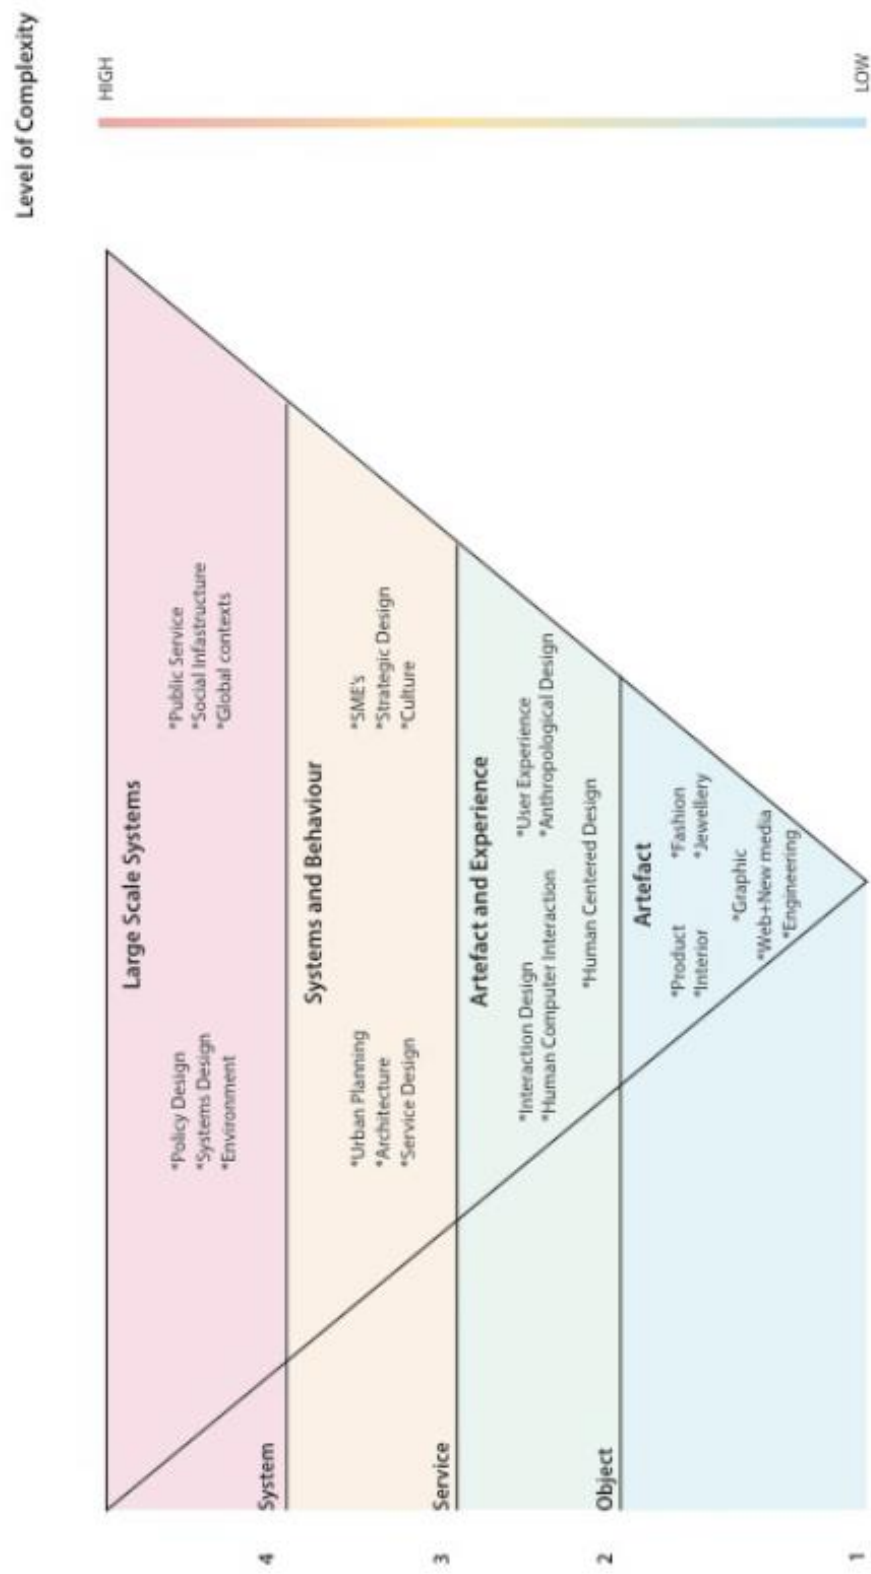 Level of Complexity
HIGH
Large Scale Systems
*Policy Design
*Systems Design
*Environment
*Public Service
*Social Infastructure
*Global contexts
4
System
Systems and Behaviour
*Urban Planning
*Architecture
*Service Design
*SME's
*Strategic Design
*Culture
3
Service
Artefact and Experience
*Interaction Design
*Human Computer Interaction
*User Experience
*Anthropological Design
*Human Centered Design
2
Object
Artefact
*Product
*Interior
*Fashion
*Jewellery
*Graphic
*Web+New media
*Engineering
1
LOW